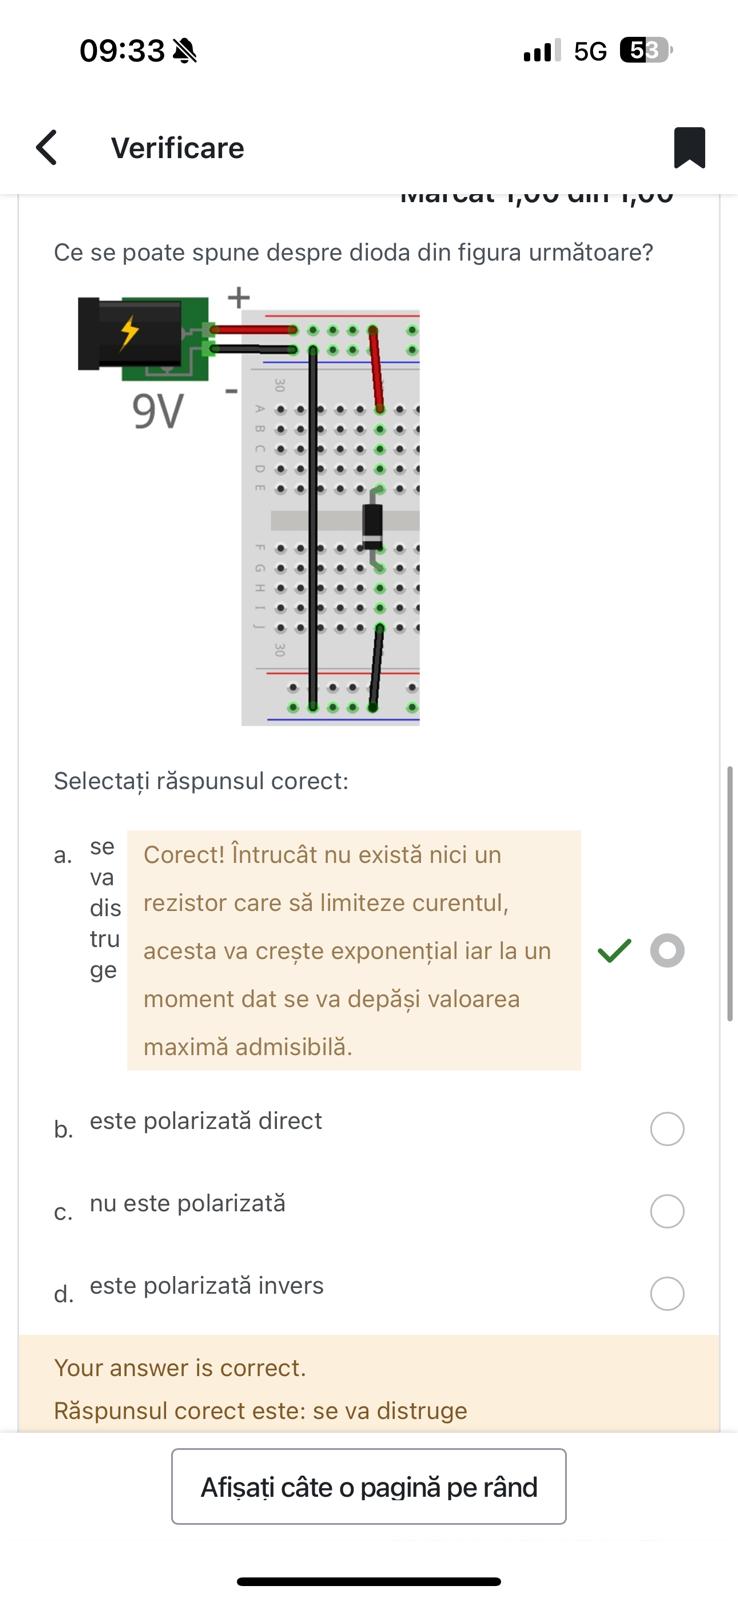 09:33
5G 53
Verificare
Marcat 1,00 din 1,00
Ce se poate spune despre dioda din figura următoare?
+
-
9V
30
A
B
C
D
E
F
G
H
I
J
30
Selectați răspunsul corect:
a. se va distruge
Corect! Întrucât nu există nici un
rezistor care să limiteze curentul,
acesta va crește exponențial iar la un
moment dat se va depăși valoarea
maximă admisibilă.
b. este polarizată direct
c. nu este polarizată
d. este polarizată invers
Your answer is correct.
Răspunsul corect este: se va distruge
Afișați câte o pagină pe rând